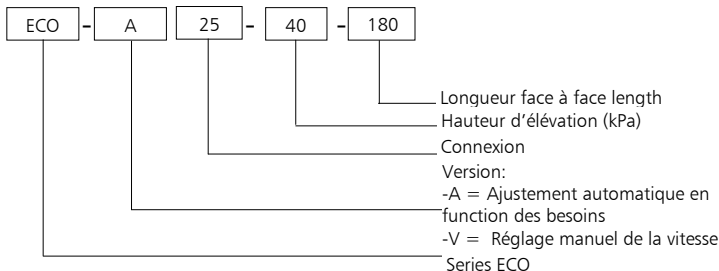 ECO - A 25 - 40 - 180
Longueur face à face length
Hauteur d'élévation (kPa)
Connexion
Version:
-A = Ajustement automatique en
function des besoins
-V = Réglage manuel de la vitesse
Series ECO